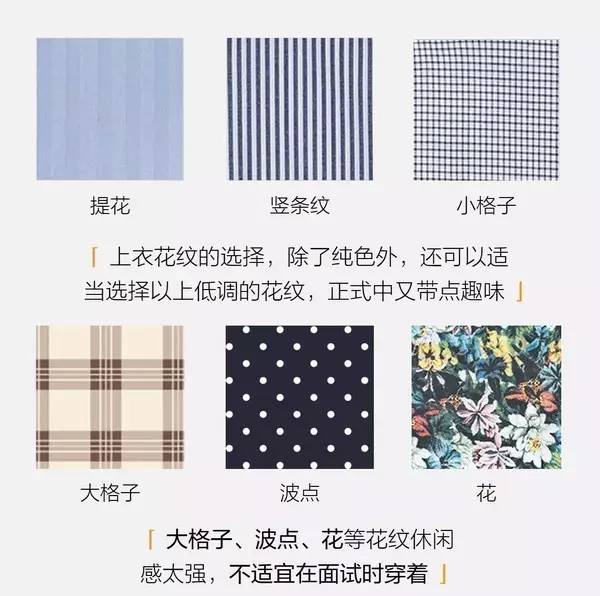 提花
竖条纹
小格子
「上衣花纹的选择，除了纯色外，还可以适
当选择以上低调的花纹，正式中又带点趣味」
大格子
波点
花
「大格子、波点、花等花纹休闲
感太强，不适宜在面试时穿着」